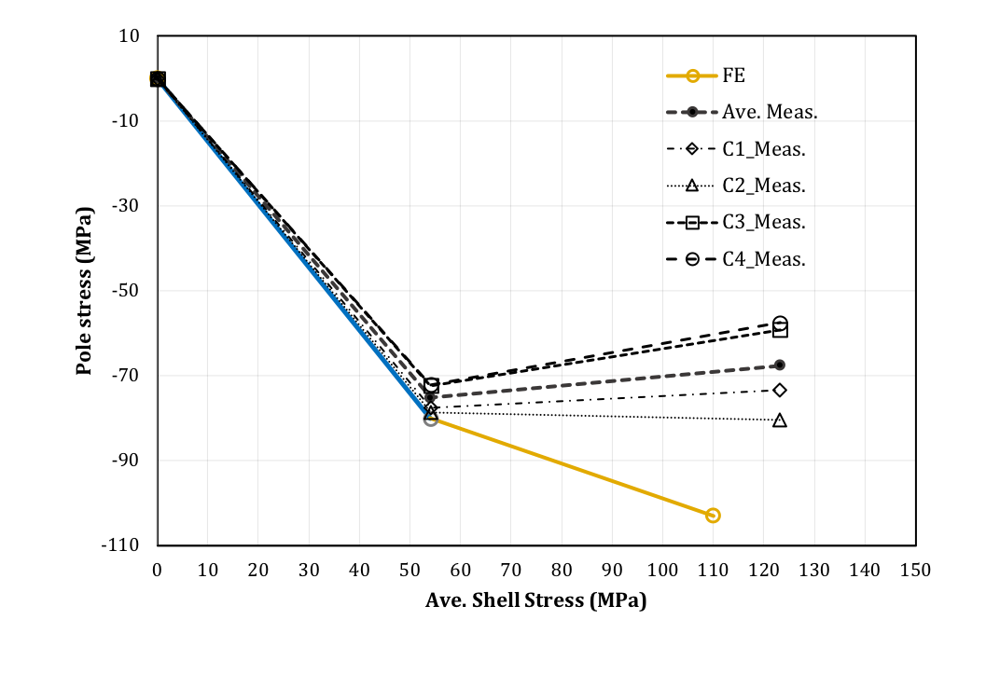 10
-10
-30
-50
-70
-90
-110
Pole stress (MPa)
FE
Ave. Meas.
C1_Meas.
C2_Meas.
C3_Meas.
C4_Meas.
0 10 20 30 40 50 60 70 80 90 100 110 120 130 140 150
Ave. Shell Stress (MPa)